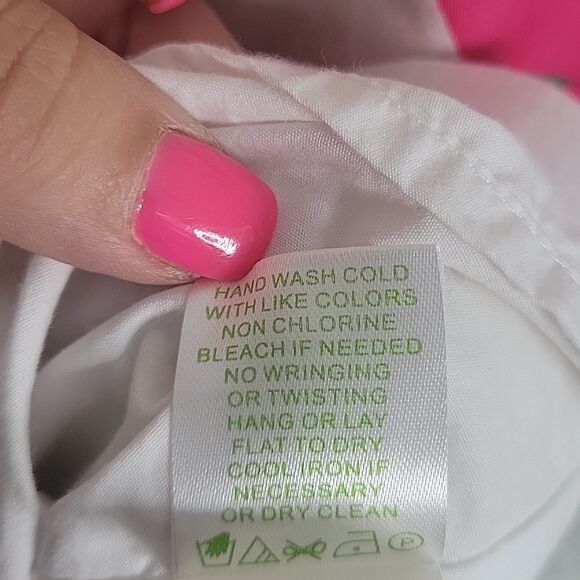 HAND WASH COLD
WITH LIKE COLORS
NON CHLORINE
BLEACH IF NEEDED
NO WRINGING
OR TWISTING
HANG OR LAY
FLAT TO DRY
COOL IRON IF
NECESSARY
OR DRY CLEAN
P